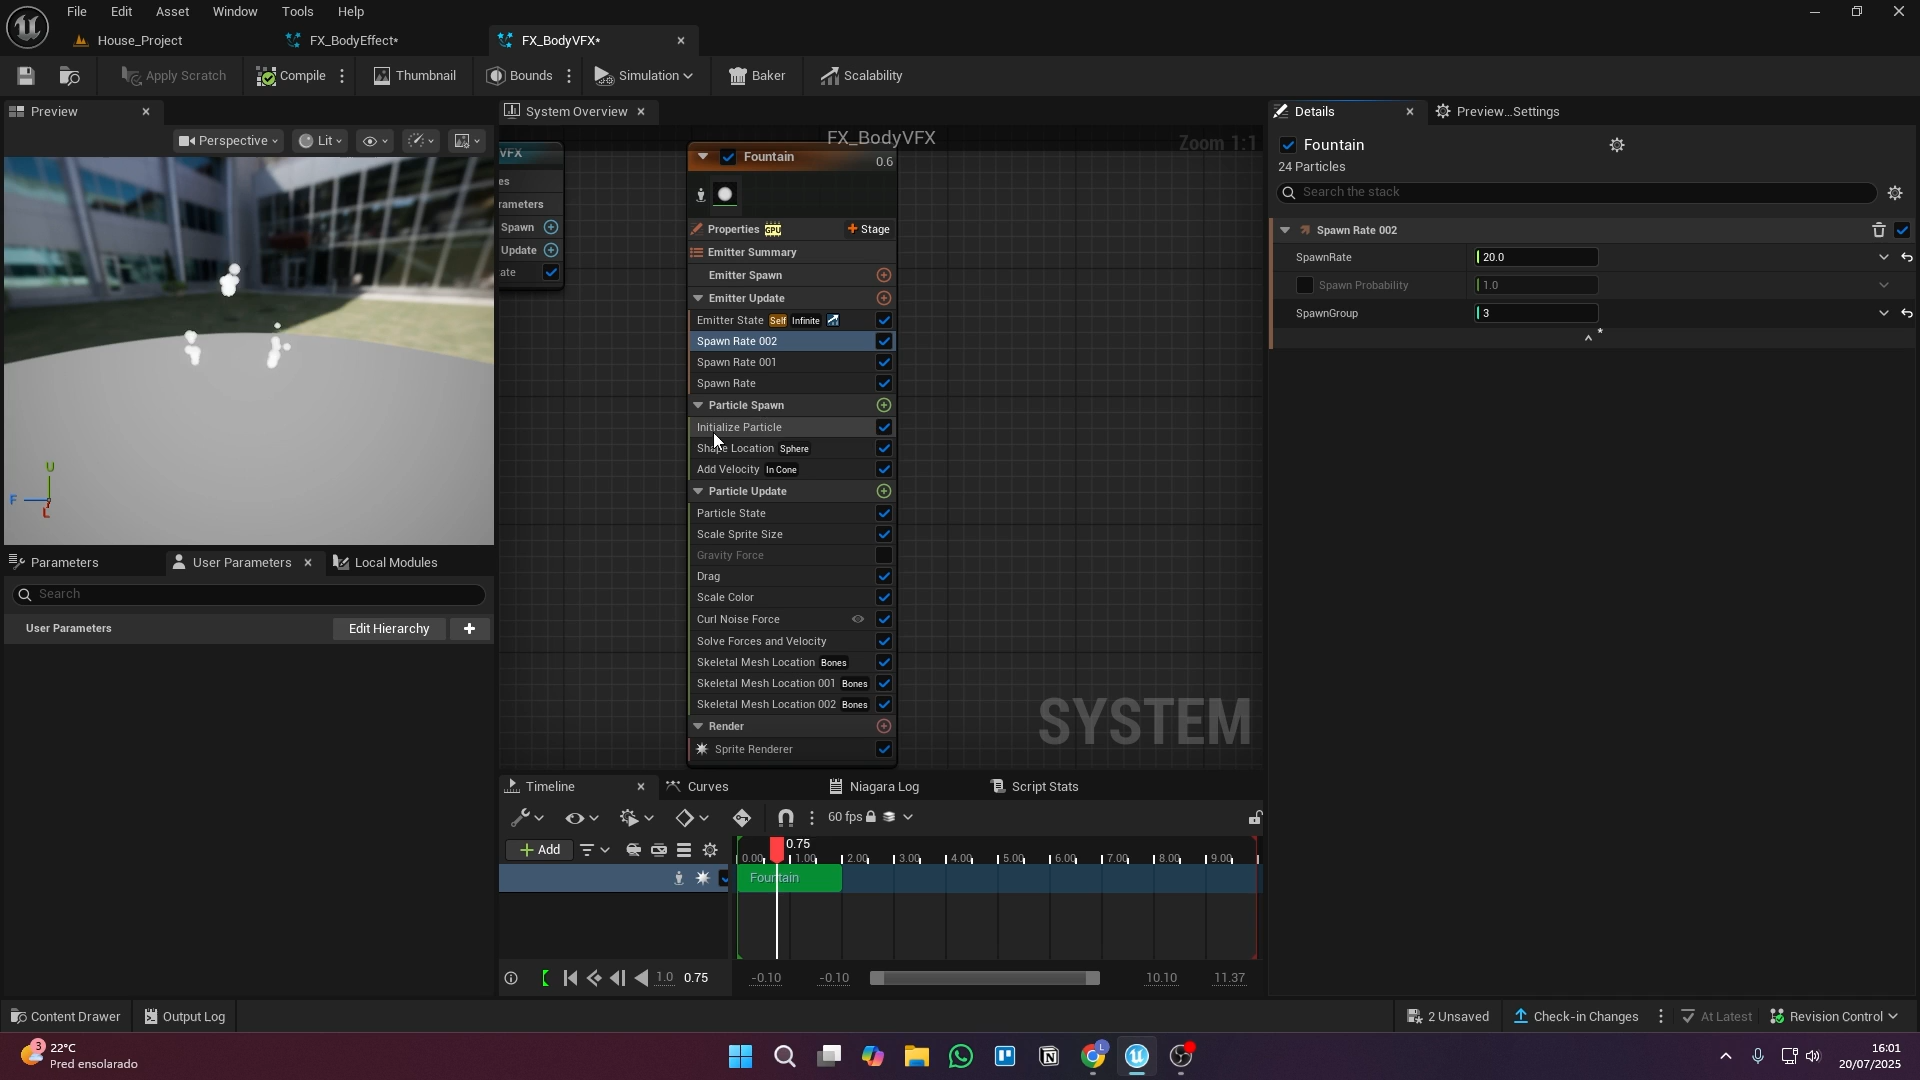 File Edit Asset Window Tools Help
House_Project FX_BodyEffect* FX_BodyVFX*
Apply Scratch Compile Thumbnail Bounds Simulation Baker Scalability
Preview
Perspective Lit
F U L
Parameters User Parameters Local Modules
Search
User Parameters Edit Hierarchy
System Overview
FX_BodyVFX
Zoom 1:1
VFX
es
rameters
Spawn
Update
ate
Fountain
0.6
Properties GPU Stage
Emitter Summary
Emitter Spawn
Emitter Update
Emitter State Self Infinite
Spawn Rate 002
Spawn Rate 001
Spawn Rate
Particle Spawn
Initialize Particle
Shape Location Sphere
Add Velocity In Cone
Particle Update
Particle State
Scale Sprite Size
Gravity Force
Drag
Scale Color
Curl Noise Force
Solve Forces and Velocity
Skeletal Mesh Location Bones
Skeletal Mesh Location 001 Bones
Skeletal Mesh Location 002 Bones
Render
Sprite Renderer
SYSTEM
Timeline Curves Niagara Log Script Stats
60 fps
Add
0.75
0.00 1.00 2.00 3.00 4.00 5.00 6.00 7.00 8.00 9.00
Fountain
1.0 0.75 -0.10 -0.10 10.10 11.37
Details Preview...Settings
Fountain
24 Particles
Search the stack
Spawn Rate 002
SpawnRate 20.0
Spawn Probability 1.0
SpawnGroup 3
Content Drawer Output Log 2 Unsaved Check-in Changes At Latest Revision Control
3 22°C
Pred ensolarado
L
16:01
20/07/2025